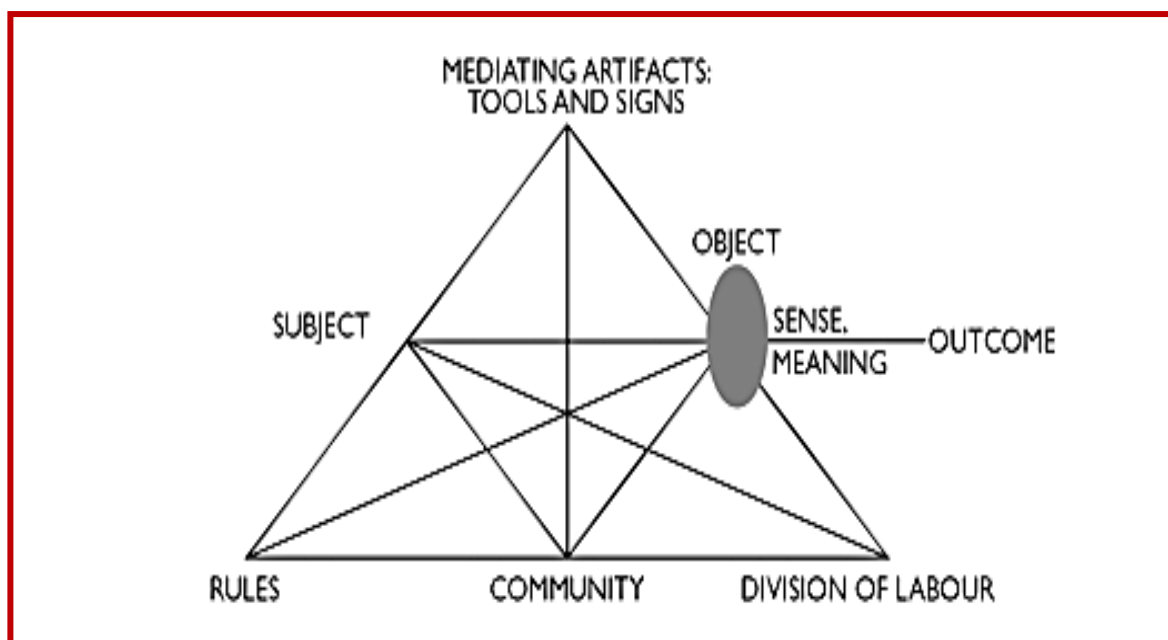 MEDIATING ARTIFACTS:
TOOLS AND SIGNS
OBJECT
SUBJECT
SENSE,
MEANING
OUTCOME
RULES
COMMUNITY
DIVISION OF LABOUR